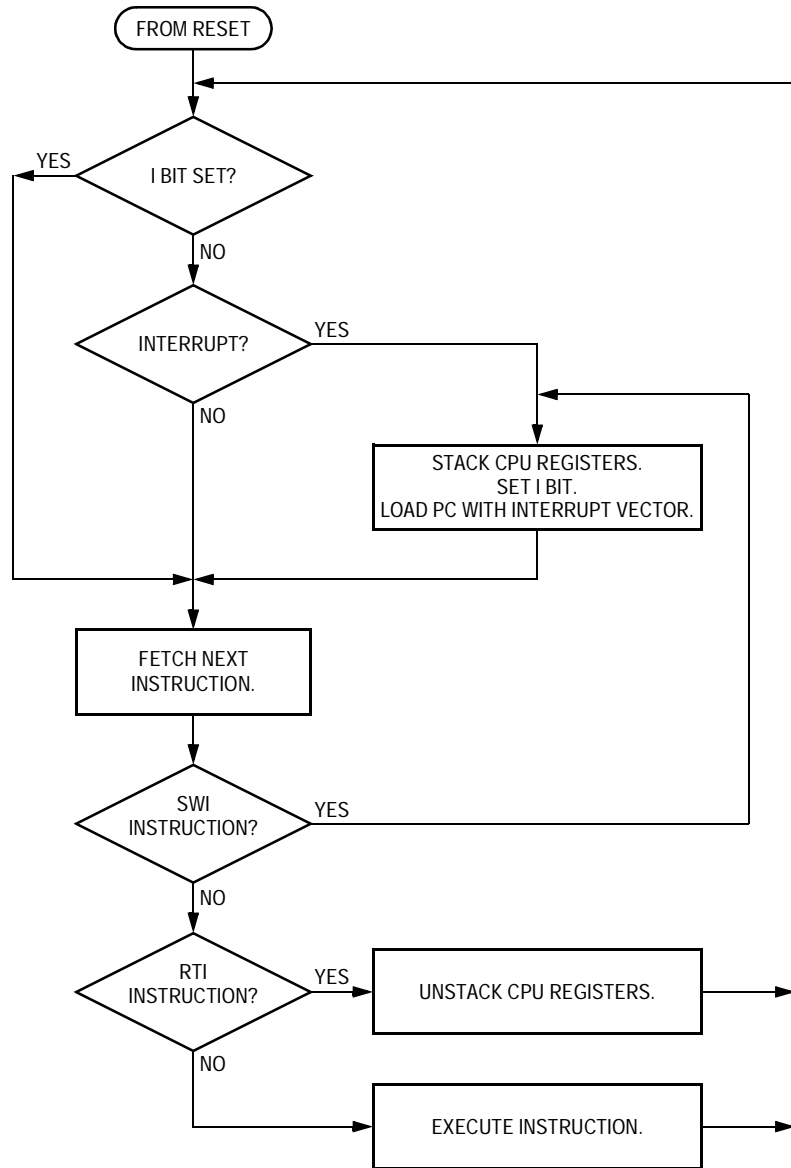 FROM RESET
YES
I BIT SET?
NO
INTERRUPT?
YES
NO
STACK CPU REGISTERS.
SET I BIT.
LOAD PC WITH INTERRUPT VECTOR.
FETCH NEXT
INSTRUCTION.
SWI
INSTRUCTION?
YES
NO
RTI
INSTRUCTION?
YES
UNSTACK CPU REGISTERS.
NO
EXECUTE INSTRUCTION.